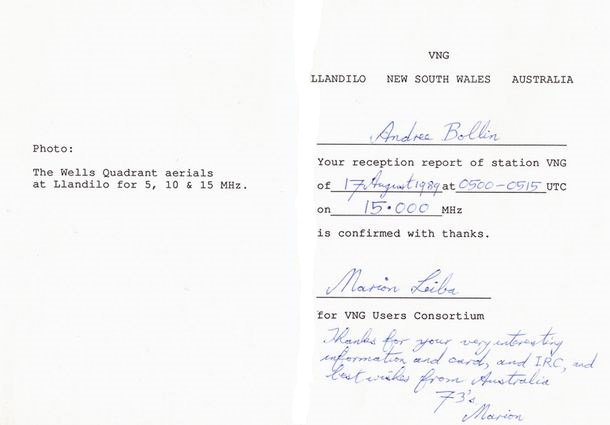 Photo:
The Wells Quadrant aerials
at Llandilo for 5, 10 & 15 MHz.
VNG
LLANDILO NEW SOUTH WALES AUSTRALIA
Andrea Bollin
Your reception report of station VNG
of 17 August 1989 at 0500-0515 UTC
on 15.000 MHz
is confirmed with thanks.
Marion Leiba
for VNG Users Consortium
Thanks for your very interesting
information and card, and IRC, and
best wishes from Australia
73's
Marion